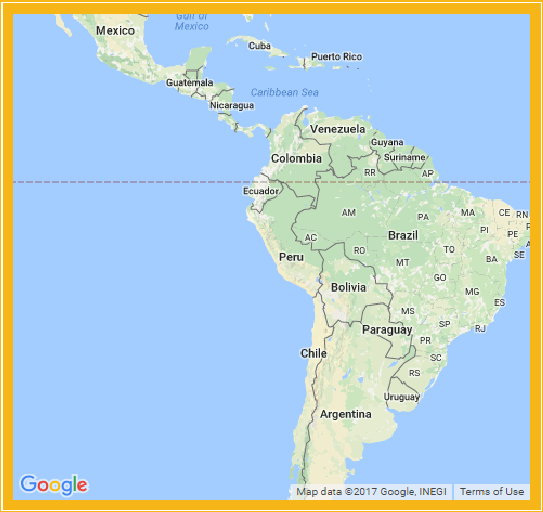 Gulf of
Mexico
Mexico
Cuba
Puerto Rico
Guatemala
Caribbean Sea
Nicaragua
Venezuela
Guyana
Colombia
Suriname
RR
AP
Ecuador
AM
PA
MA
CE
RN
PI
PE
AC
Brazil
RO
TO
SE
Peru
MT
BA
GO
Bolivia
MG
MS
ES
SP
RJ
Paraguay
PR
Chile
SC
RS
Uruguay
Argentina
Google
Map data ©2017 Google, INEGI
Terms of Use